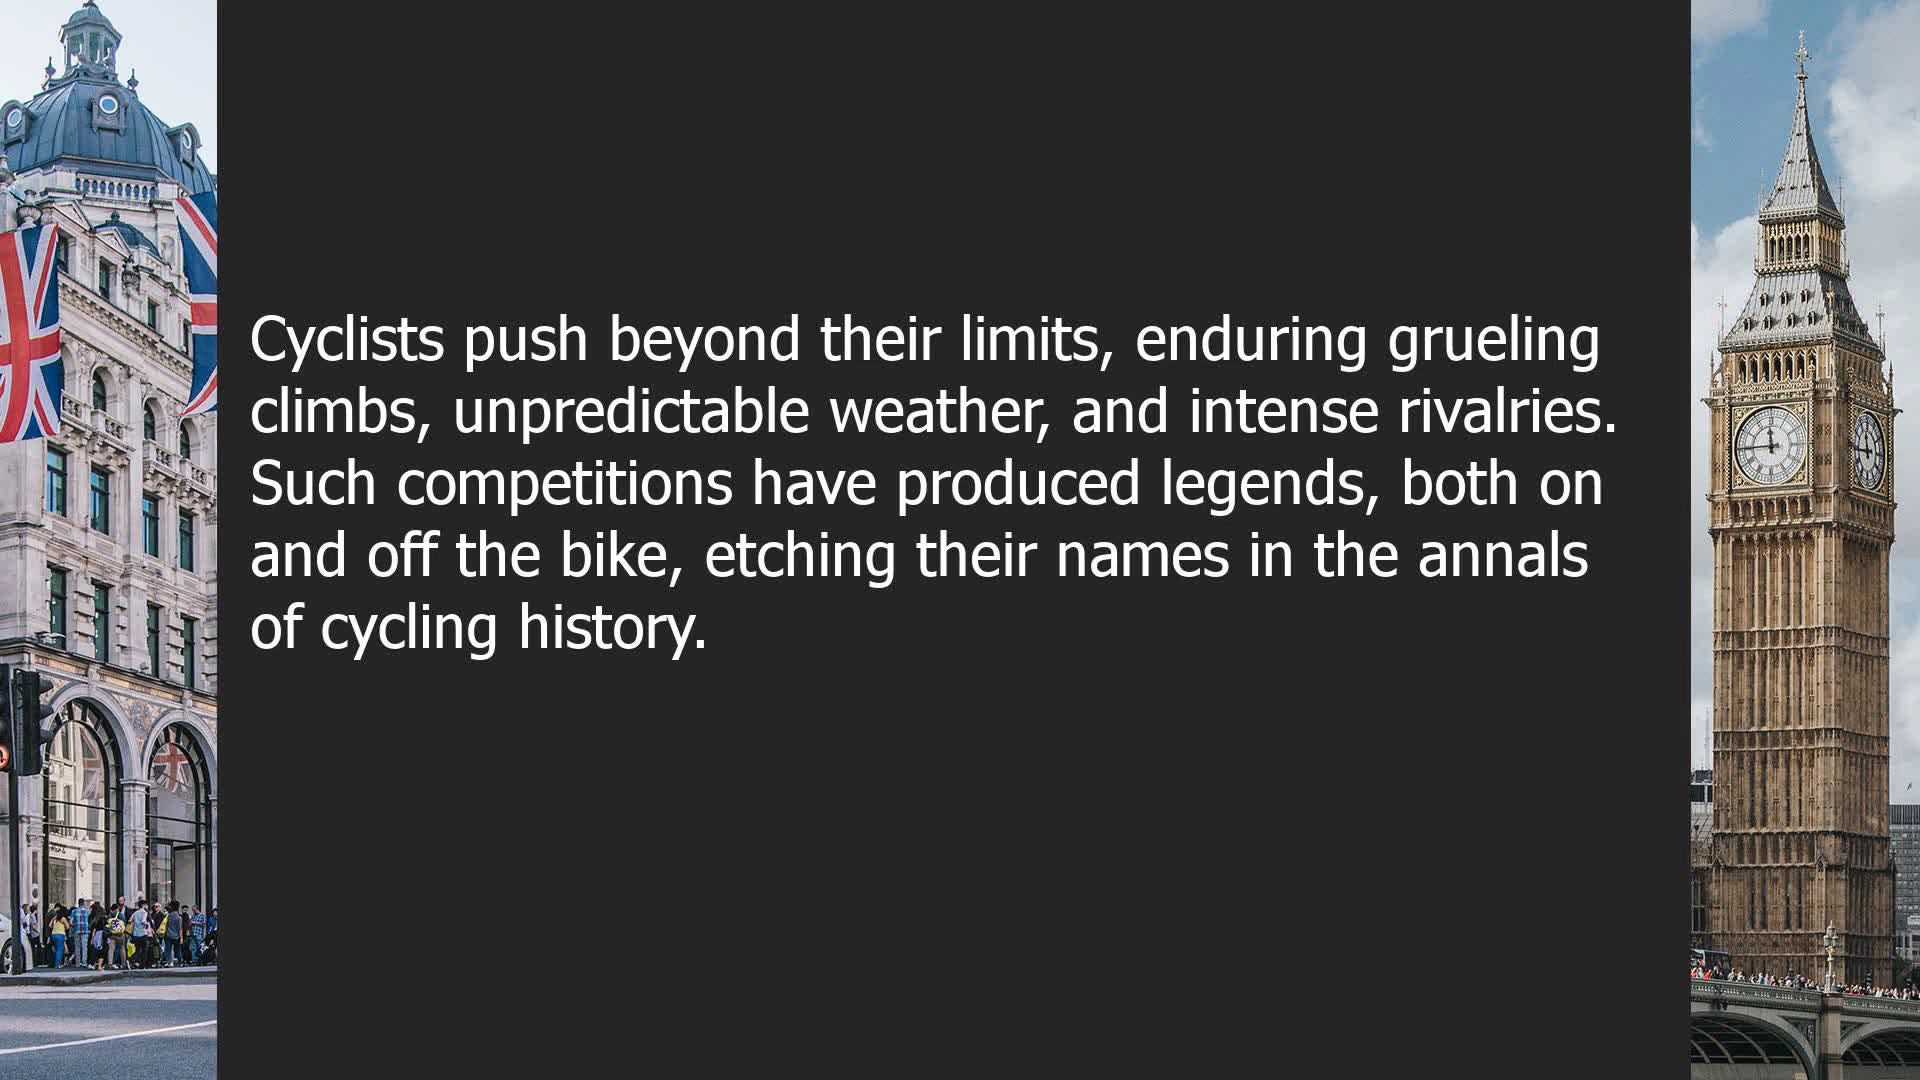 Cyclists push beyond their limits, enduring grueling
climbs, unpredictable weather, and intense rivalries.
Such competitions have produced legends, both on
and off the bike, etching their names in the annals
of cycling history.